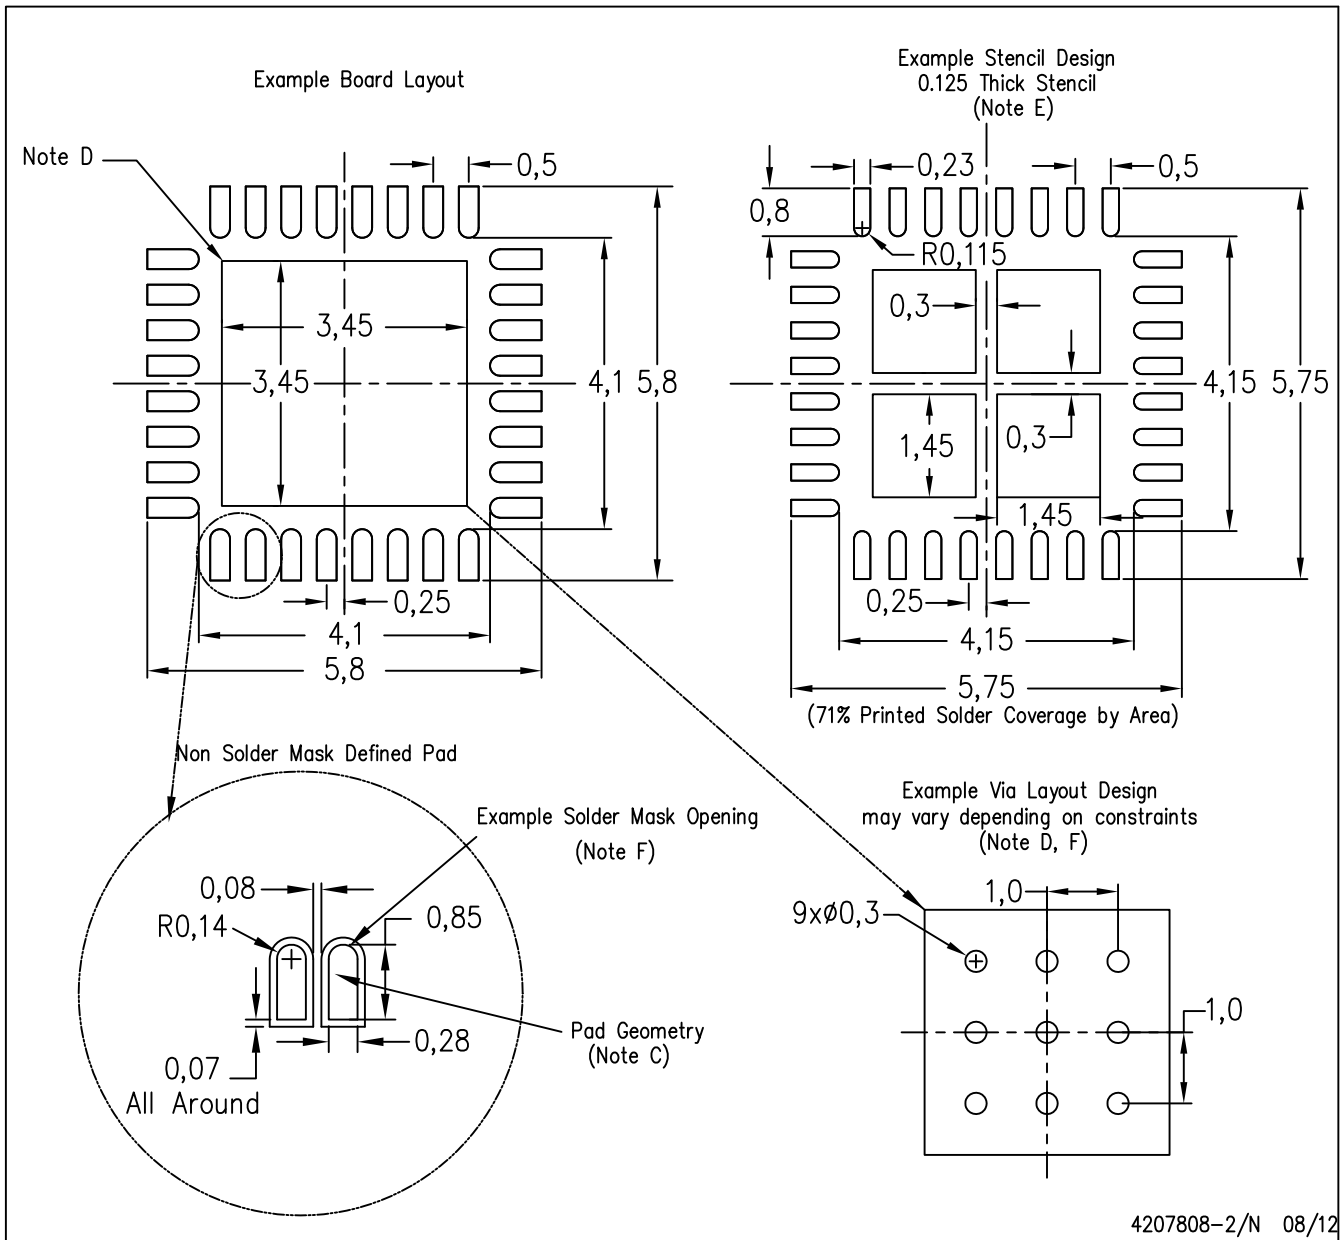 Example Board Layout
Note D
0,5
3,45
3,45
4,1
5,8
0,25
4,1
5,8
Example Stencil Design
0.125 Thick Stencil
(Note E)
0,23
0,5
0,8
R0,115
0,3
4,15
5,75
1,45
0,3
1,45
0,25
4,15
5,75
(71% Printed Solder Coverage by Area)
Non Solder Mask Defined Pad
Example Solder Mask Opening
(Note F)
0,08
R0,14
0,85
Pad Geometry
(Note C)
0,28
0,07
All Around
Example Via Layout Design
may vary depending on constraints
(Note D, F)
1,0
9xø0,3
1,0
4207808-2/N 08/12